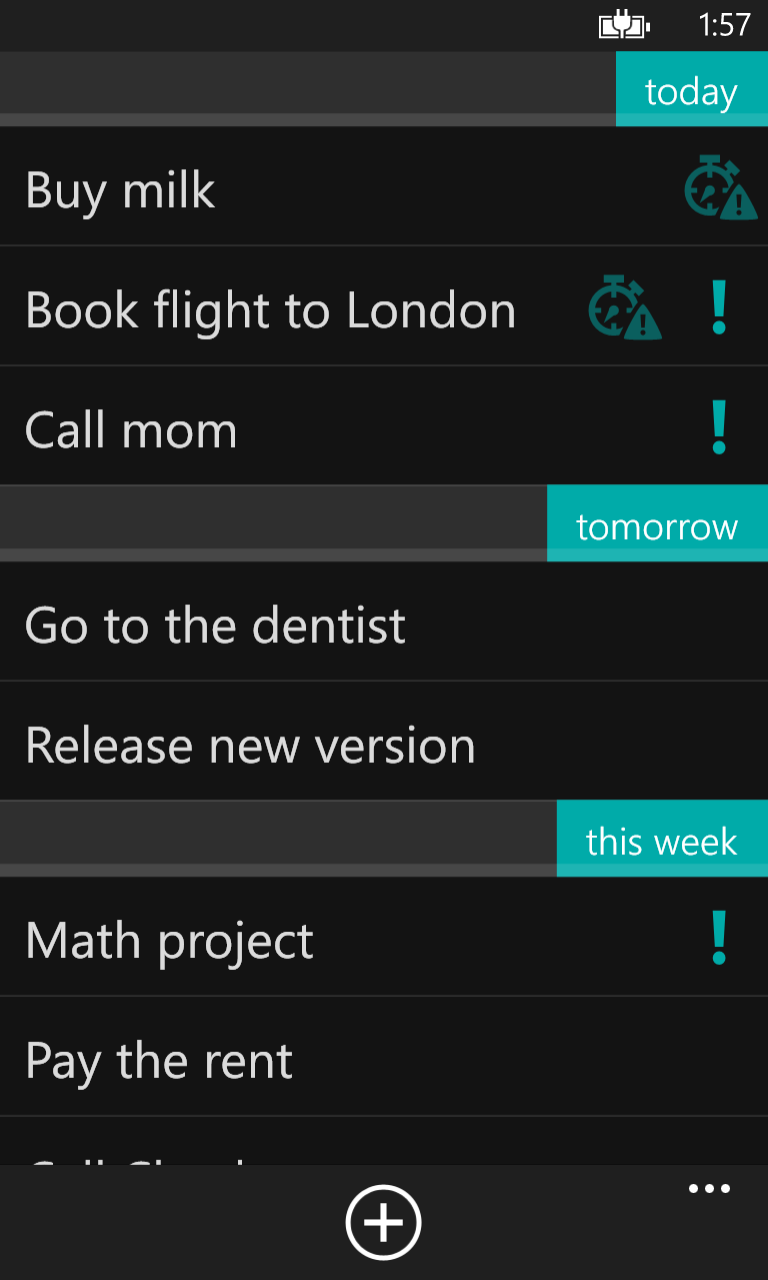 1:57
today
Buy milk
Book flight to London
Call mom
tomorrow
Go to the dentist
Release new version
this week
Math project
Pay the rent